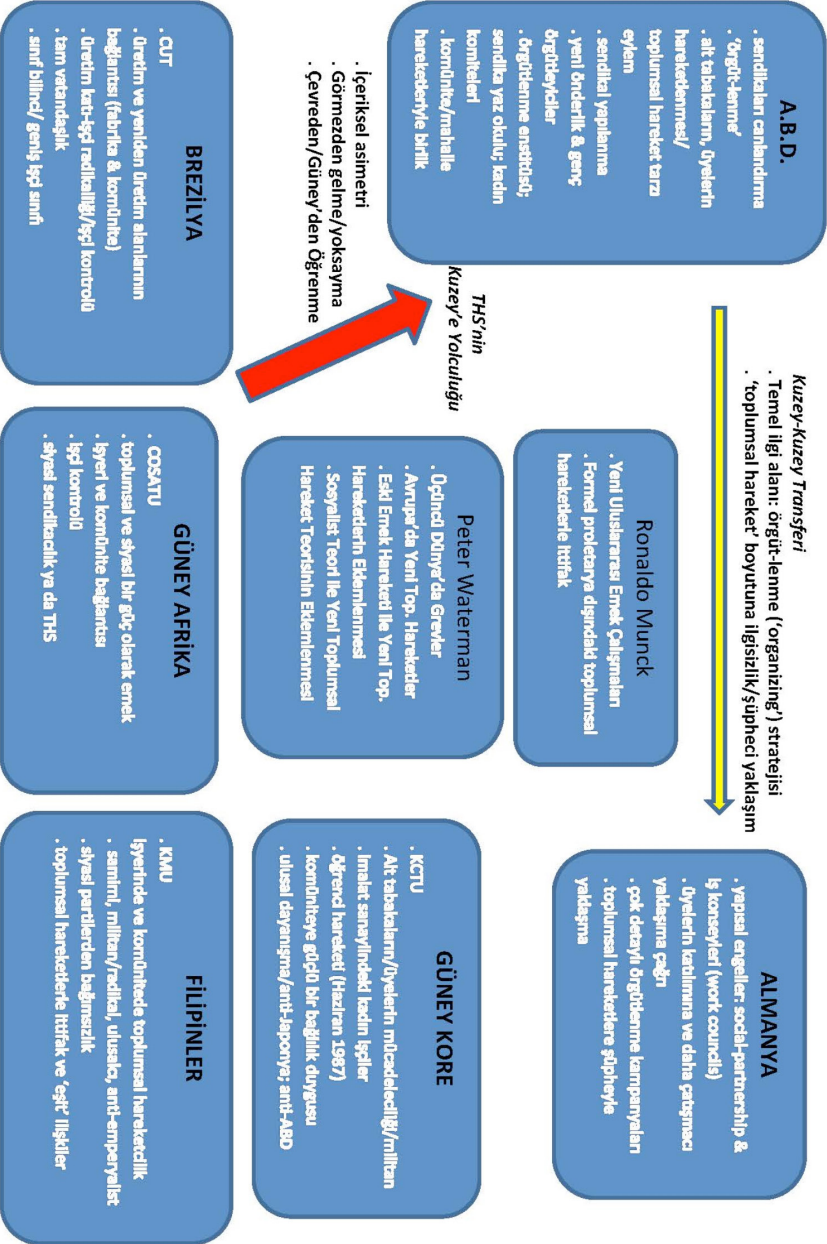 A.B.D.
. sendikaları canlandırma
. 'örgüt-lenme'
. alt tabakaların, üyelerin
hareketlenmesi/
toplumsal hareket tarzı
eylem
. sendikal yapılanma
. yeni önderlik & genç
örgütleyiciler
. örgütlenme enstitüsü;
sendika yaz okulu; kadın
komiteleri
. komünite/mahalle
hareketleriyle birlik
Kuzey-Kuzey Transferi
. Temel ilgi alanı: örgüt-lenme ('organizing') stratejisi
. 'toplumsal hareket' boyutuna ilgisizlik/şüpheci yaklaşım
ALMANYA
. yapısal engeller: social-partnership &
iş konseyleri (work councils)
. üyelerin katılımına ve daha çatışmacı
yaklaşıma çağrı
. çok detaylı örgütlenme kampanyaları
. toplumsal hareketlere şüpheyle
yaklaşma
THS'nin
Kuzey'e Yolculuğu
. İçeriksel asimetri
. Görmezden gelme/yoksayma
. Çevreden/Güney'den Öğrenme
Ronaldo Munck
. Yeni Uluslararası Emek Çalışmaları
. Formel proletarya dışındaki toplumsal
hareketlerle ittifak
Peter Waterman
. Üçüncü Dünya'da Grevler
. Avrupa'da Yeni Top. Hareketler
. Eski Emek Hareketi ile Yeni Top.
Hareketlerin Eklemlenmesi
. Sosyalist Teori ile Yeni Toplumsal
Hareket Teorisinin Eklemlenmesi
GÜNEY KORE
. KCTU
. Alt tabakaların/üyelerin mücadeleciliği/militan
. imalat sanayindeki kadın işçiler
. öğrenci hareketi (Haziran 1987)
. komüniteye güçlü bir bağlılık duygusu
. ulusal dayanışma/anti-Japonya; anti-ABD
BREZİLYA
. CUT
. üretim ve yeniden üretim alanlarının
bağlantısı (fabrika & komünite)
. üretim katı-işçi radikalliği/işçi kontrolü
. tam vatandaşlık
. sınıf bilinci/ geniş işçi sınıfı
GÜNEY AFRİKA
. COSATU
. toplumsal ve siyasi bir güç olarak emek
. işyeri ve komünite bağlantısı
. işçi kontrolü
. siyasi sendikacılık ya da THS
FİLİPİNLER
. KMU
işyerinde ve komünitede toplumsal hareketcilik
. samimi, militan/radikal, ulusalcı, anti-emperyalist
. siyasi partilerden bağımsızlık
. toplumsal hareketlerle ittifak ve 'eşit' ilişkiler